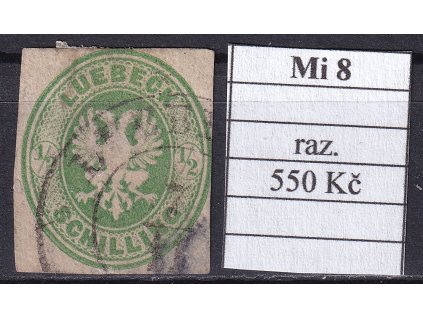 LUEBECK
1/2 1/2
SCHILLING
Mi 8
raz.
550 Kč